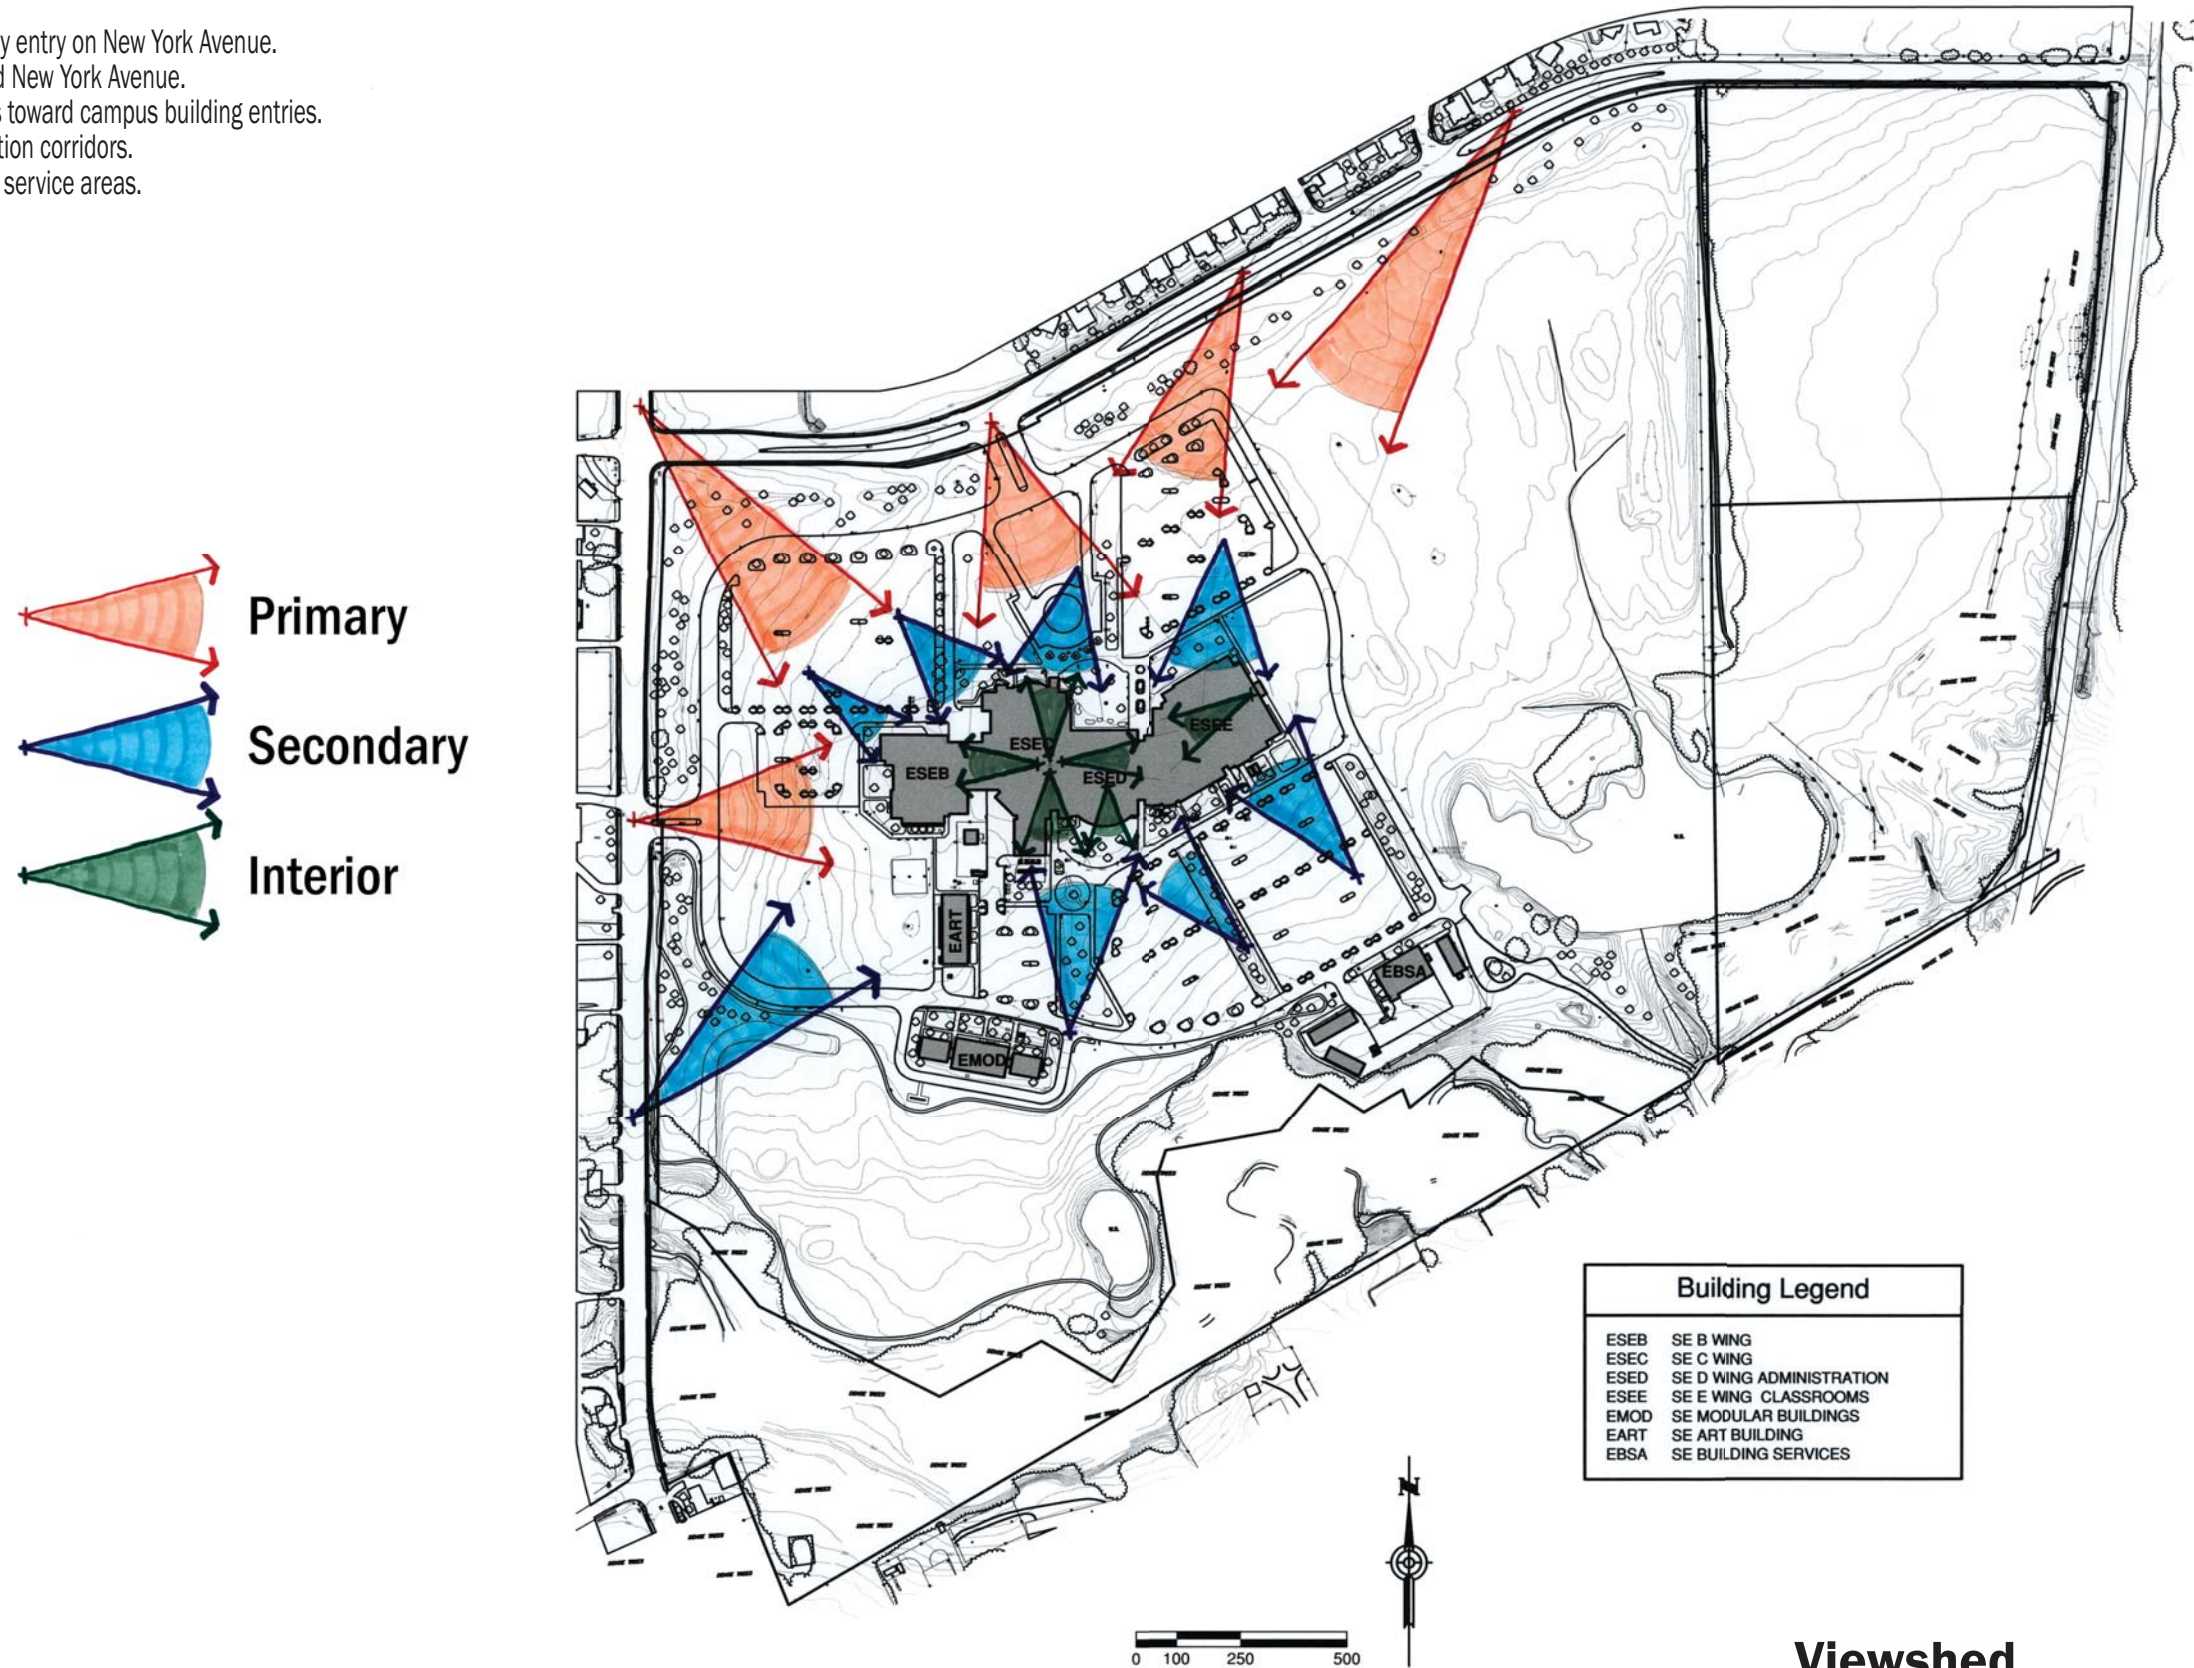 y entry on New York Avenue.
d New York Avenue.
s toward campus building entries.
tion corridors.
service areas.
Primary
Secondary
Interior
ESEC
ESEE
ESEB
ESED
EART
EBSA
EMOD
Building Legend
ESEB SE B WING
ESEC SE C WING
ESED SE D WING ADMINISTRATION
ESEE SE E WING CLASSROOMS
EMOD SE MODULAR BUILDINGS
EART SE ART BUILDING
EBSA SE BUILDING SERVICES
N
0 100 250 500
Viewshed